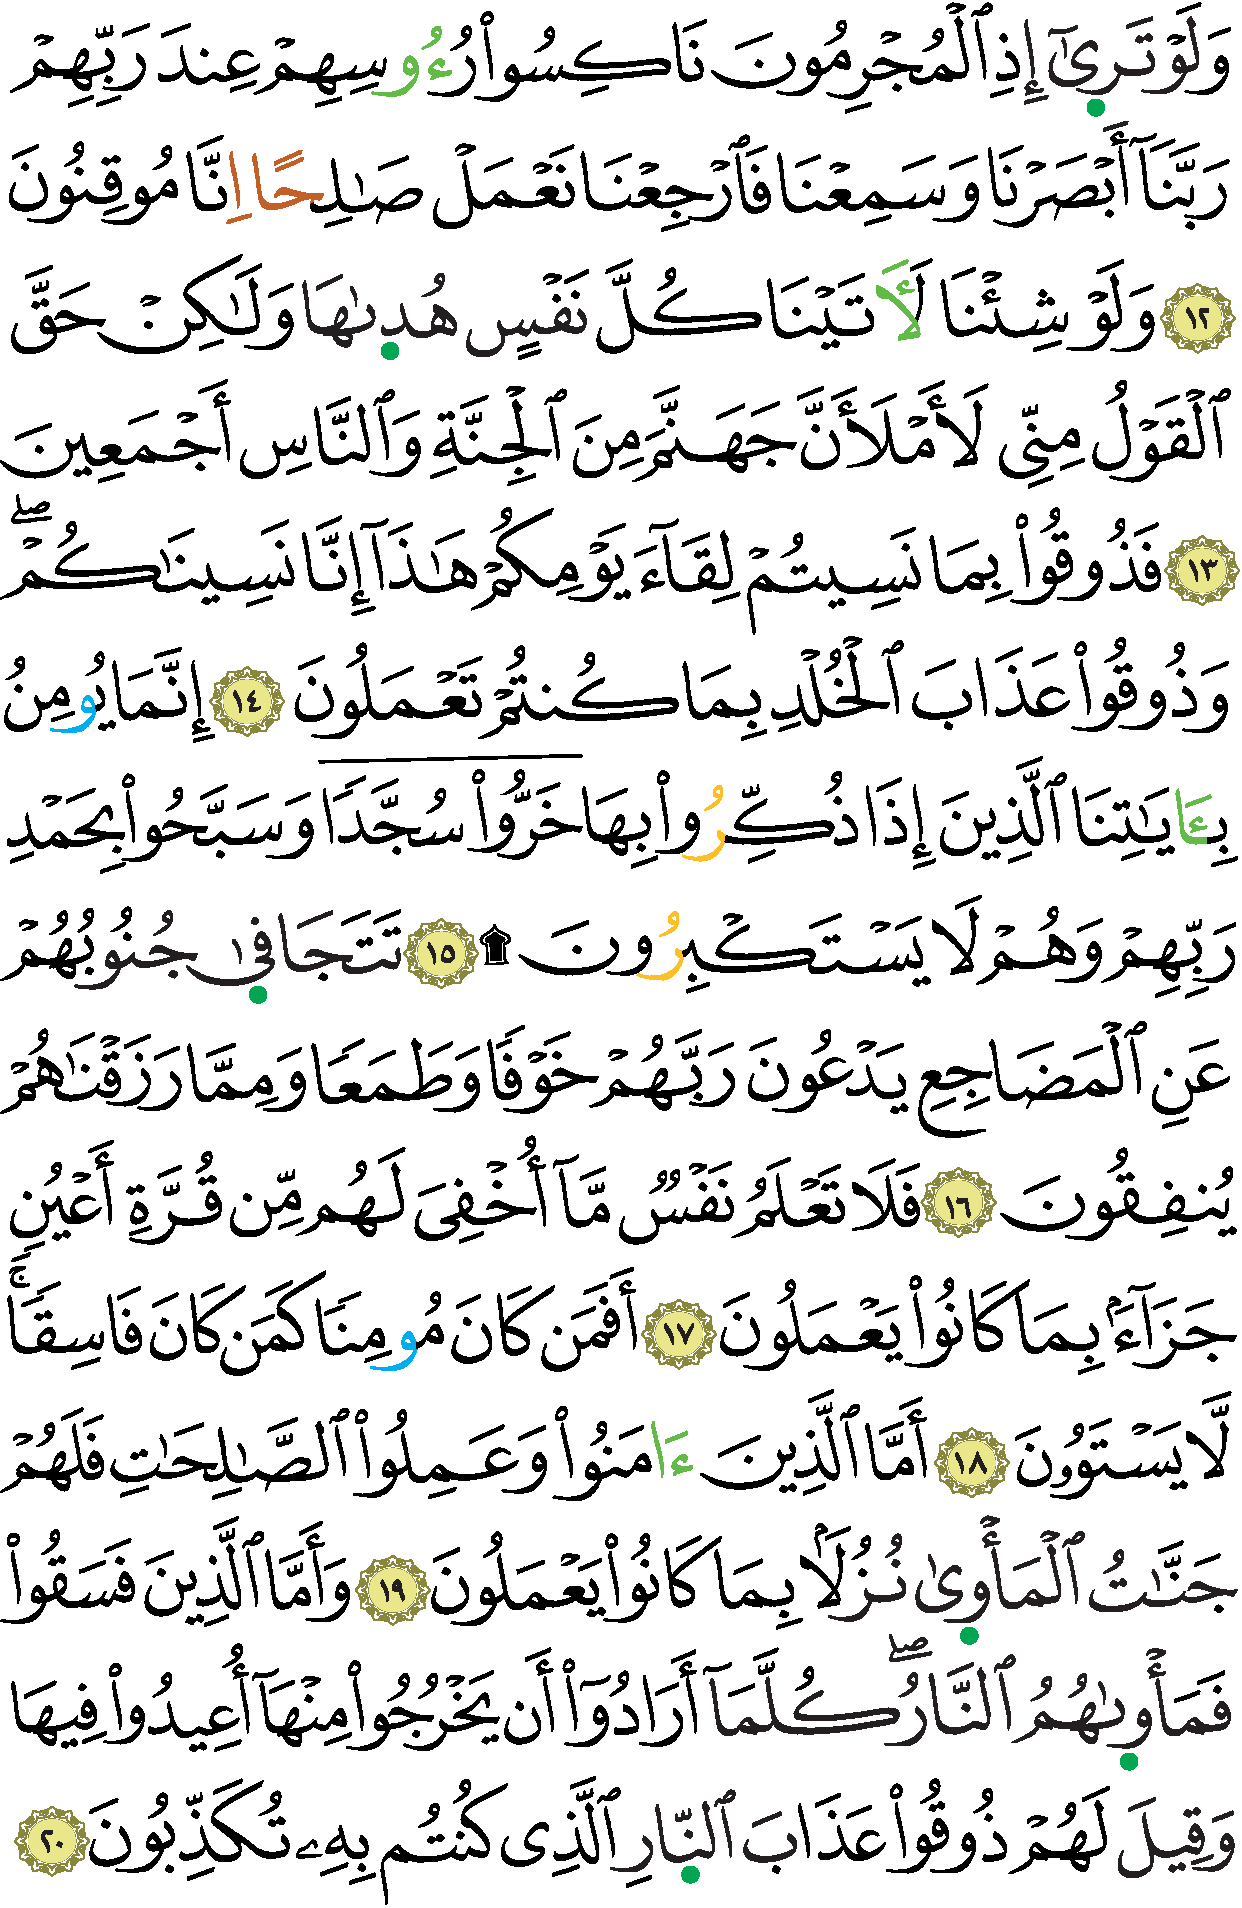 وَلَوْ تَرَىٰٓ إِذِ ٱلْمُجْرِمُونَ نَاكِسُوا۟ رُءُوسِهِمْ عِندَ رَبِّهِمْ
رَبَّنَآ أَبْصَرْنَا وَسَمِعْنَا فَٱرْجِعْنَا نَعْمَلْ صَـٰلِحًا اِنَّا مُوقِنُونَ
١٢ وَلَوْ شِئْنَا لَأَتَيْنَا كُلَّ نَفْسٍ هُدٜىٰهَا وَلَـٰكِنْ حَقَّ
ٱلْقَوْلُ مِنِّى لَأَمْلَأَنَّ جَهَنَّمَ مِنَ ٱلْجِنَّةِ وَٱلنَّاسِ أَجْمَعِينَ
١٣ فَذُوقُوا۟ بِمَا نَسِيتُمْ لِقَآءَ يَوْمِكُمْ هَـٰذَآ إِنَّا نَسِينَـٰكُمْ ۖ
وَذُوقُوا۟ عَذَابَ ٱلْخُلْدِ بِمَا كُنتُمْ تَعْمَلُونَ ١٤ إِنَّمَا يُومِنُ
بِـَٔايَـٰتِنَا ٱلَّذِينَ إِذَا ذُكِّرُوا۟ بِهَا خَرُّوا۟ سُجَّدًا وَسَبَّحُوا۟ بِحَمْدِ
رَبِّهِمْ وَهُمْ لَا يَسْتَكْبِرُونَ ۩ ١٥ تَتَجَافٜىٰ جُنُوبُهُمْ
عَنِ ٱلْمَضَاجِعِ يَدْعُونَ رَبَّهُمْ خَوْفًا وَطَمَعًا وَمِمَّا رَزَقْنَـٰهُمْ
يُنفِقُونَ ١٦ فَلَا تَعْلَمُ نَفْسٌ مَّآ أُخْفِىَ لَهُم مِّن قُرَّةِ أَعْيُنٍ
جَزَآءًۢ بِمَا كَانُوا۟ يَعْمَلُونَ ١٧ أَفَمَن كَانَ مُومِنًا كَمَن كَانَ فَاسِقًا ۚ
لَّا يَسْتَوُۥنَ ١٨ أَمَّا ٱلَّذِينَ ءَامَنُوا۟ وَعَمِلُوا۟ ٱلصَّـٰلِحَـٰتِ فَلَهُمْ
جَنَّـٰتُ ٱلْمَأْوٜىٰ نُزُلًۢا بِمَا كَانُوا۟ يَعْمَلُونَ ١٩ وَأَمَّا ٱلَّذِينَ فَسَقُوا۟
فَمَأْوٜىٰهُمُ ٱلنَّارُ ۖ كُلَّمَآ أَرَادُوٓا۟ أَن يَخْرُجُوا۟ مِنْهَآ أُعِيدُوا۟ فِيهَا
وَقِيلَ لَهُمْ ذُوقُوا۟ عَذَابَ ٱلنّٜارِ ٱلَّذِى كُنتُم بِهِۦ تُكَذِّبُونَ ٢٠